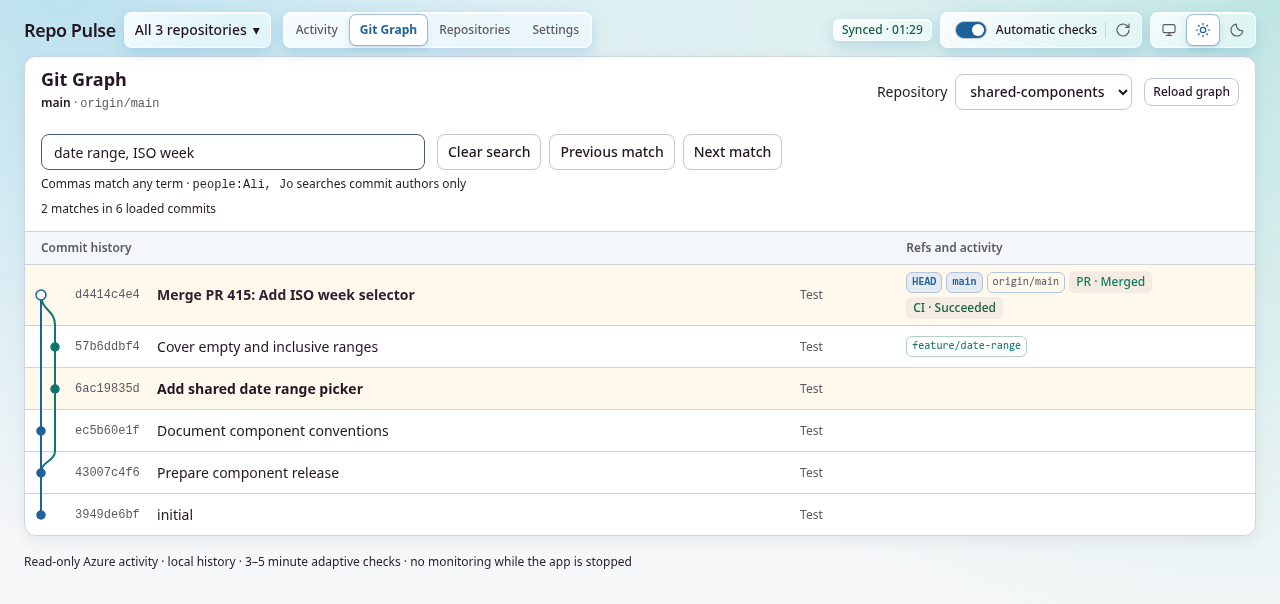 Repo Pulse
All 3 repositories ▾
Activity
Git Graph
Repositories
Settings
Synced · 01:29
Automatic checks
Git Graph
main · origin/main
Repository
shared-components
Reload graph
date range, ISO week
Clear search
Previous match
Next match
Commas match any term · people:Ali, Jo searches commit authors only
2 matches in 6 loaded commits
Commit history
Refs and activity
d4414c4e4 Merge PR 415: Add ISO week selector Test HEAD main origin/main PR · Merged
CI · Succeeded
57b6ddbf4 Cover empty and inclusive ranges Test feature/date-range
6ac19835d Add shared date range picker Test
ec5b60e1f Document component conventions Test
43007c4f6 Prepare component release Test
3949de6bf initial Test
Read-only Azure activity · local history · 3–5 minute adaptive checks · no monitoring while the app is stopped